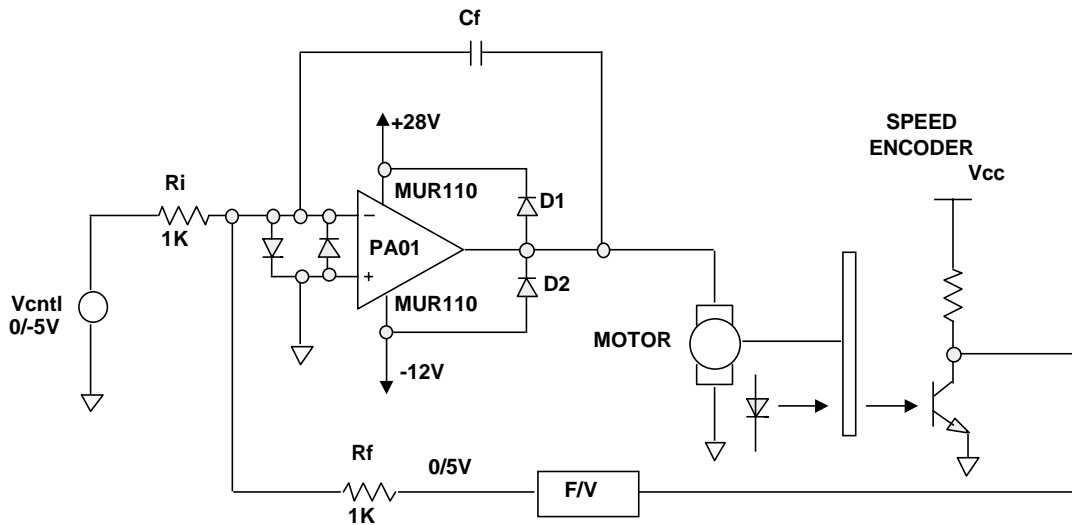 Cf
+28V
SPEED
ENCODER
Vcc
Ri
MUR110
D1
1K
−
PA01
+
D2
Vcntl
0/-5V
MUR110
MOTOR
-12V
Rf
0/5V
F/V
1K